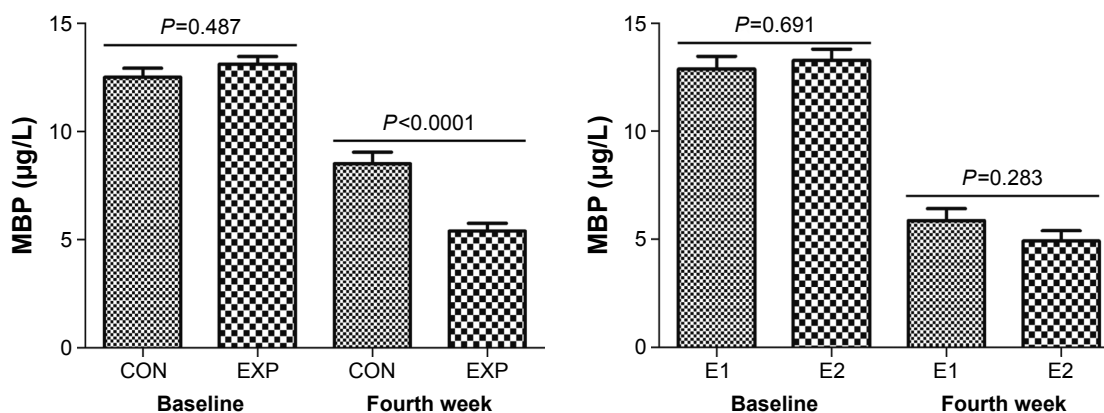 15
10
5
0
MBP (µg/L)
P=0.487
P<0.0001
CON
EXP
CON
EXP
Baseline
Fourth week
15
10
5
0
MBP (µg/L)
P=0.691
P=0.283
E1
E2
E1
E2
Baseline
Fourth week